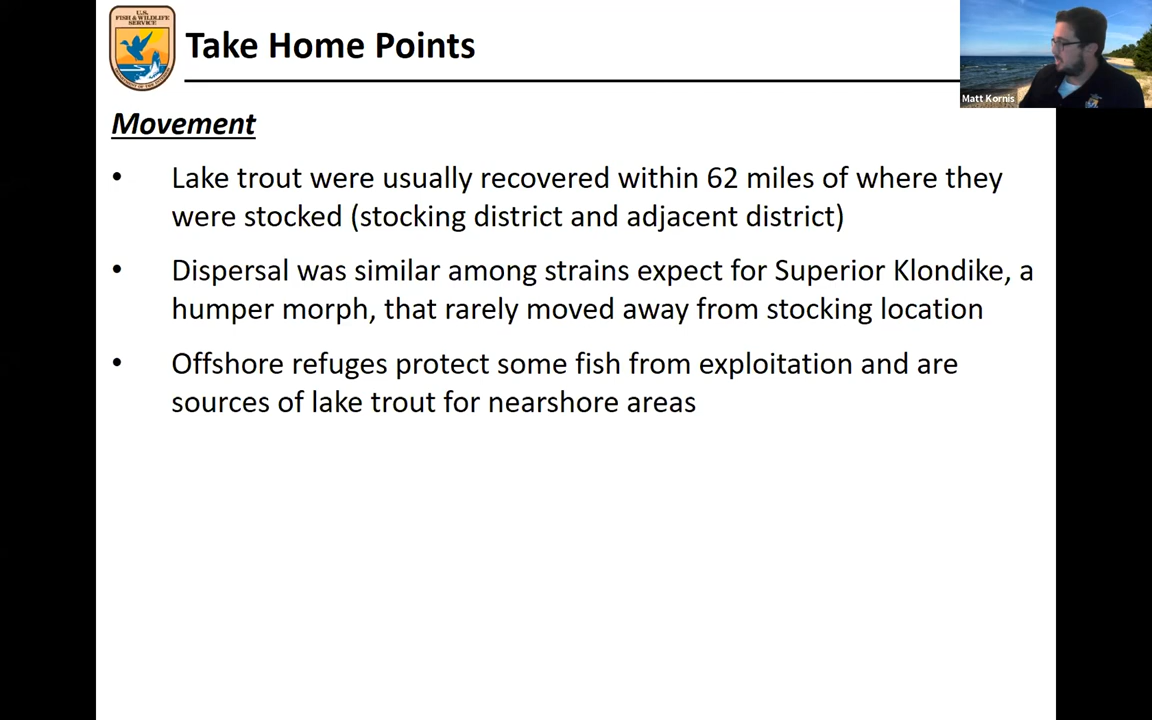 U.S.
FISH & WILDLIFE
SERVICE
Take Home Points
Matt Kornis
Movement
• Lake trout were usually recovered within 62 miles of where they
were stocked (stocking district and adjacent district)
• Dispersal was similar among strains expect for Superior Klondike, a
humper morph, that rarely moved away from stocking location
• Offshore refuges protect some fish from exploitation and are
sources of lake trout for nearshore areas